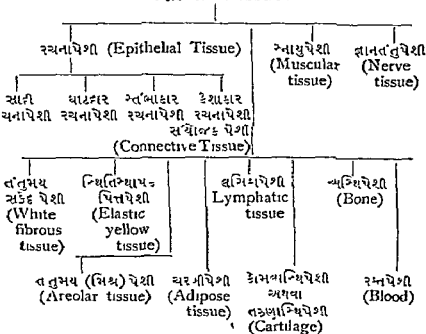 રચનાપેશી (Epithelial Tissue)
સ્નાયુપેશી
(Muscular
tissue)
જ્ઞાનતંતુપેશી
(Nerve
tissue)
સાદી
રચનાપેશી
ઘાટદાર
રચનાપેશી
સ્તંભાકાર
રચનાપેશી
કેશાકાર
રચનાપેશી
સંયોજક પેશી
(Connective Tissue)
તંતુમય
સફેદ પેશી
(White
fibrous
tissue)
સ્થિતિસ્થાપક
પિત્તપેશી
(Elastic
yellow
tissue)
લસિકાપેશી
Lymphatic
tissue
અસ્થિપેશી
(Bone)
તંતુમય (મિશ્ર) પેશી
(Areolar tissue)
ચરબીપેશી
(Adipose
tissue)
કોમલાસ્થિપેશી
અથવા
તરુણાસ્થિપેશી
(Cartilage)
રક્તપેશી
(Blood)